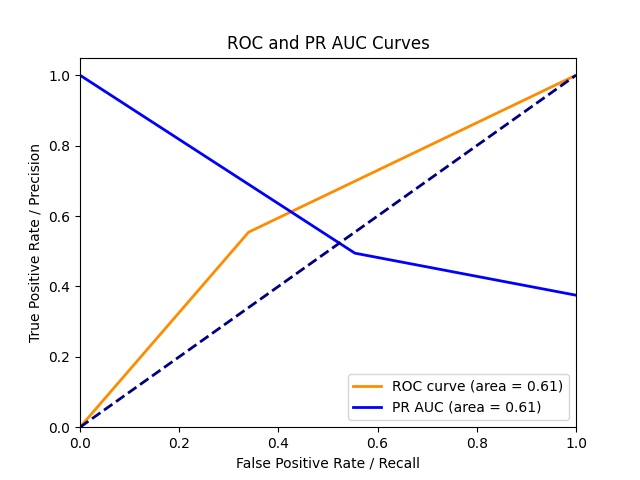 ROC and PR AUC Curves
True Positive Rate / Precision
1.0
0.8
0.6
0.4
0.2
0.0
0.0 0.2 0.4 0.6 0.8 1.0
False Positive Rate / Recall
ROC curve (area = 0.61)
PR AUC (area = 0.61)